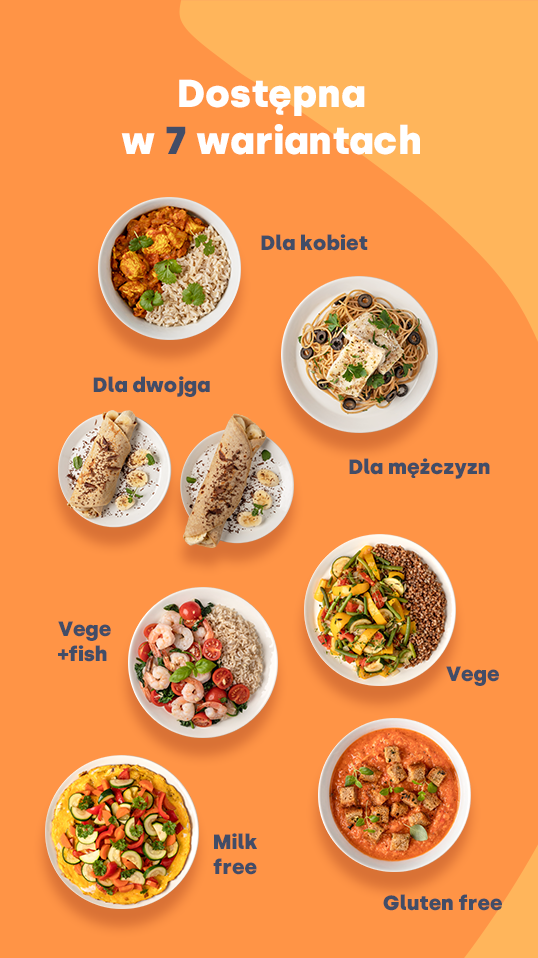 Dostępna
w 7 wariantach
Dla kobiet
Dla dwojga
Dla mężczyzn
Vege
+fish
Vege
Milk
free
Gluten free